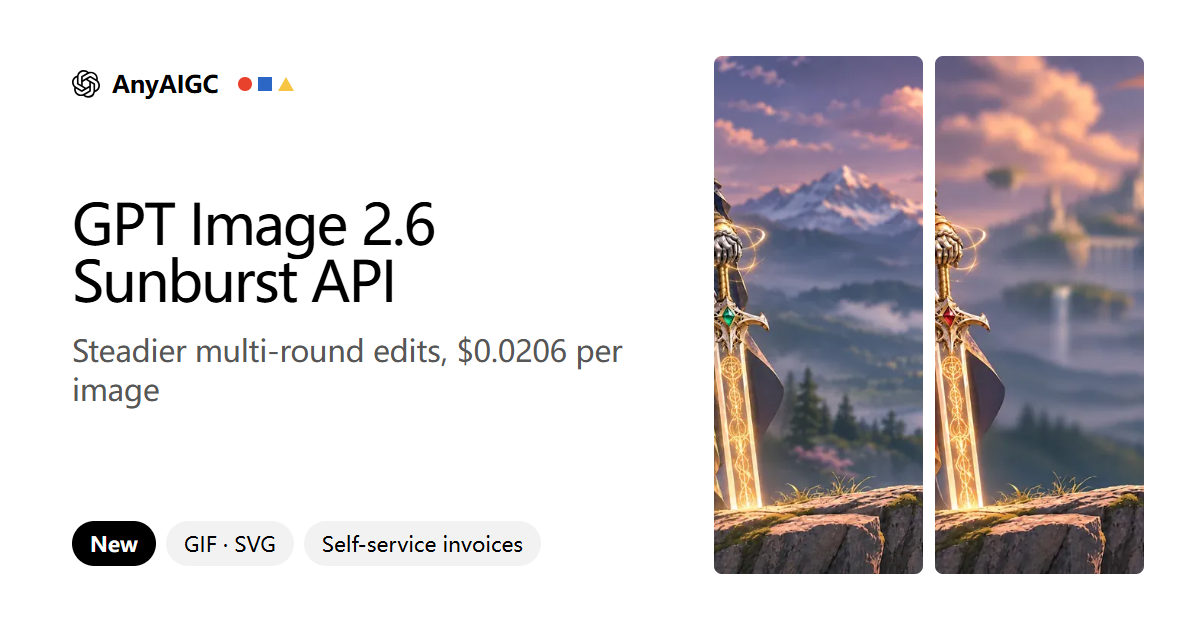 AnyAIGC
GPT Image 2.6
Sunburst API
Steadier multi-round edits, $0.0206 per
image
New
GIF · SVG
Self-service invoices